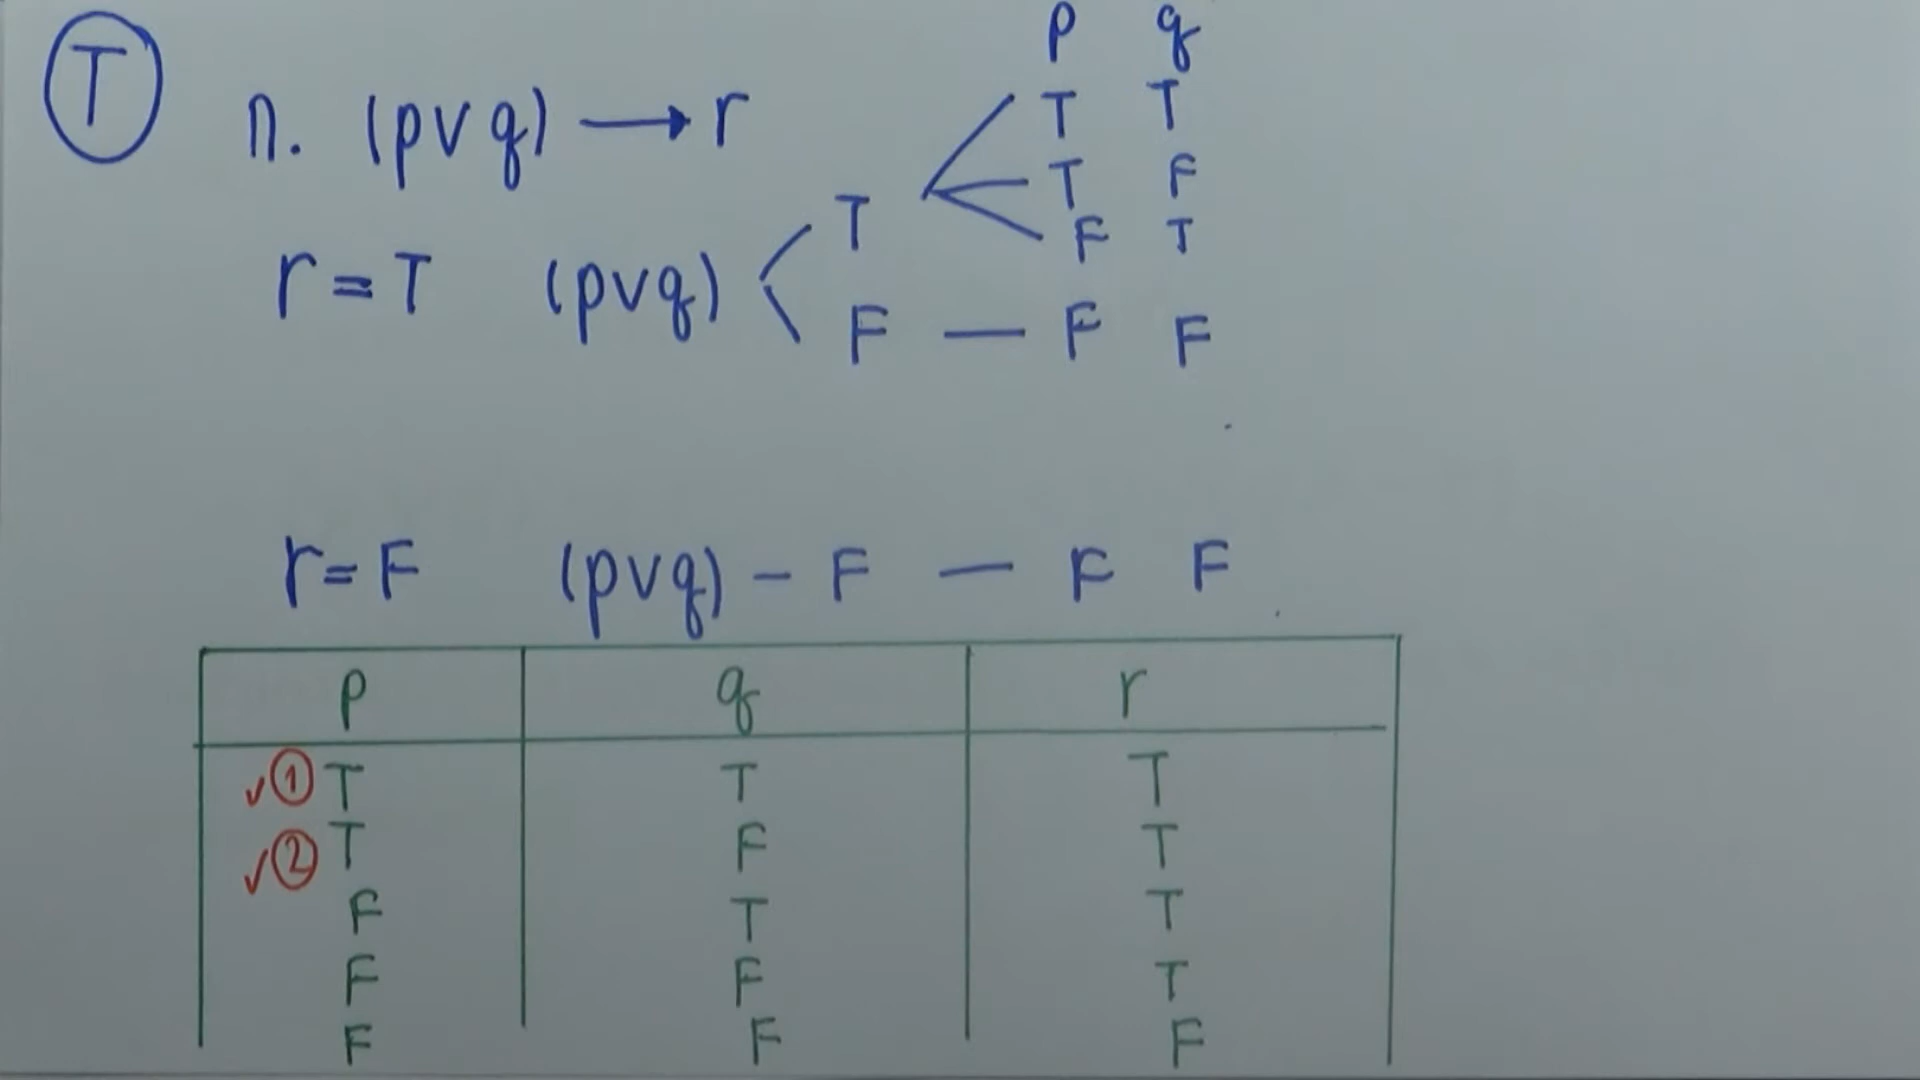 T
n. (p∨q) → r
p q
T T
T F
F T
r = T (p∨q) T
F — F F
r = F (p∨q) - F — F F
p q r
✓① T T T
✓② T F T
F T T
F F T
F F F